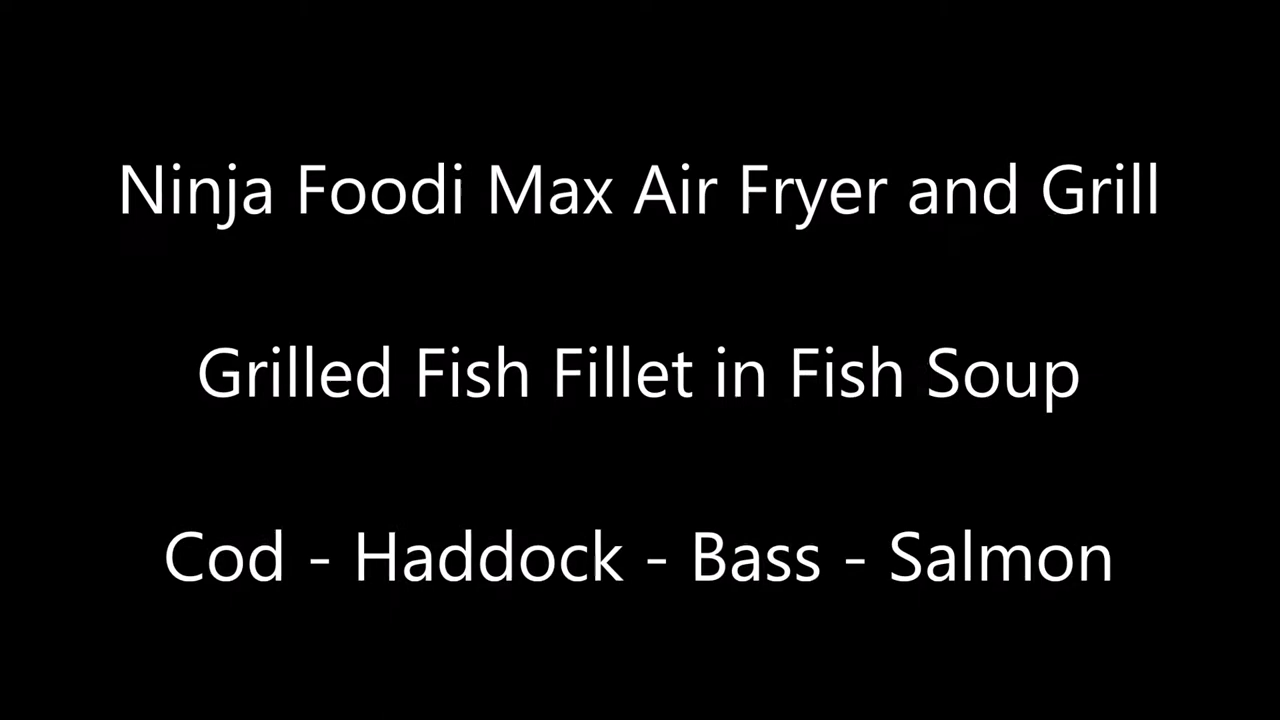 Ninja Foodi Max Air Fryer and Grill
Grilled Fish Fillet in Fish Soup
Cod - Haddock - Bass - Salmon